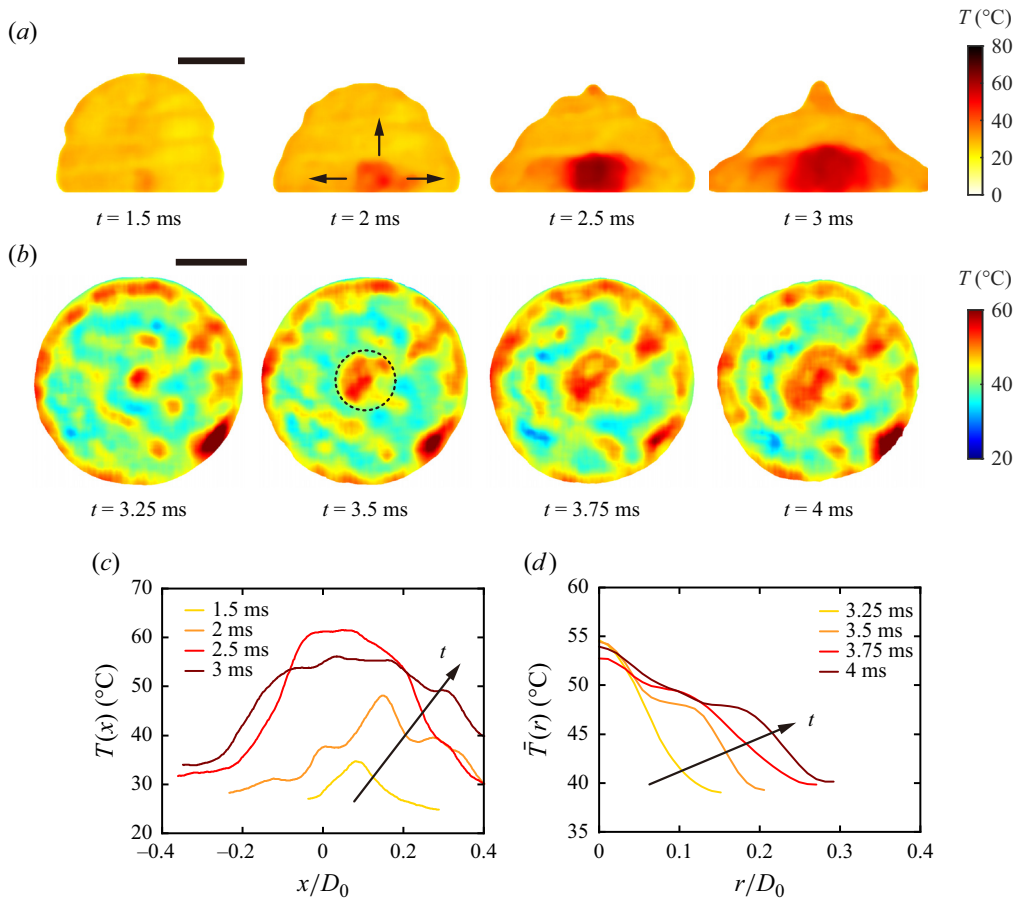 (a)
T (°C)
80
60
40
20
0
t = 1.5 ms
t = 2 ms
t = 2.5 ms
t = 3 ms
(b)
T (°C)
60
40
20
t = 3.25 ms
t = 3.5 ms
t = 3.75 ms
t = 4 ms
(c)
70
60
50
40
30
20
T(x) (°C)
1.5 ms
2 ms
2.5 ms
3 ms
t
–0.4
–0.2
0
0.2
0.4
x/D₀
(d)
60
55
50
45
40
35
T̄(r) (°C)
3.25 ms
3.5 ms
3.75 ms
4 ms
t
0
0.1
0.2
0.3
0.4
r/D₀